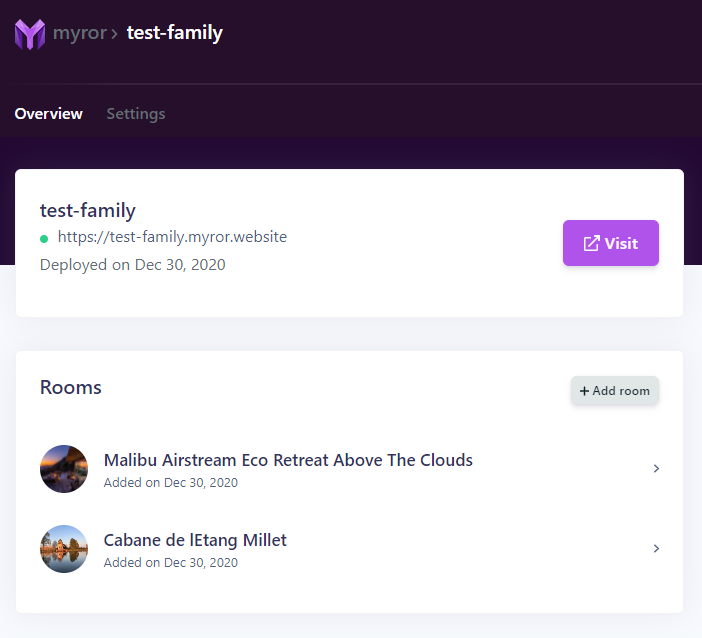 myror › test-family
Overview Settings
test-family
https://test-family.myror.website
Deployed on Dec 30, 2020
Visit
Rooms
+ Add room
Malibu Airstream Eco Retreat Above The Clouds
Added on Dec 30, 2020
Cabane de lEtang Millet
Added on Dec 30, 2020